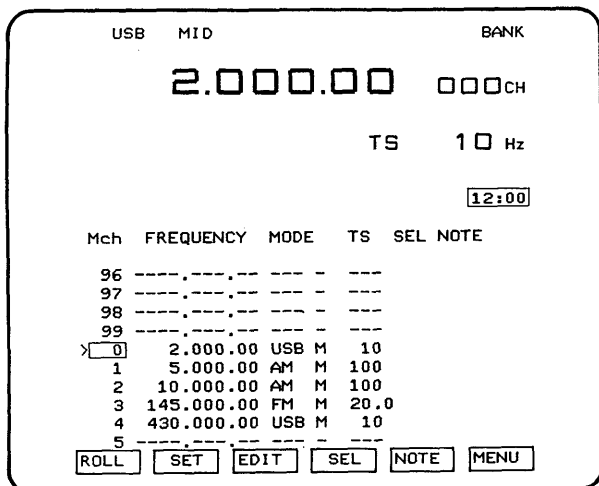 USB MID BANK
2.000.00 000CH
TS 10 Hz
12:00
Mch FREQUENCY MODE TS SEL NOTE
96 ----.---.-- --- - ---
97 ----.---.-- --- - ---
98 ----.---.-- --- - ---
99 ----.---.-- --- - ---
>0 2.000.00 USB M 10
1 5.000.00 AM M 100
2 10.000.00 AM M 100
3 145.000.00 FM M 20.0
4 430.000.00 USB M 10
5 ----.---.-- --- - ---
ROLL SET EDIT SEL NOTE MENU